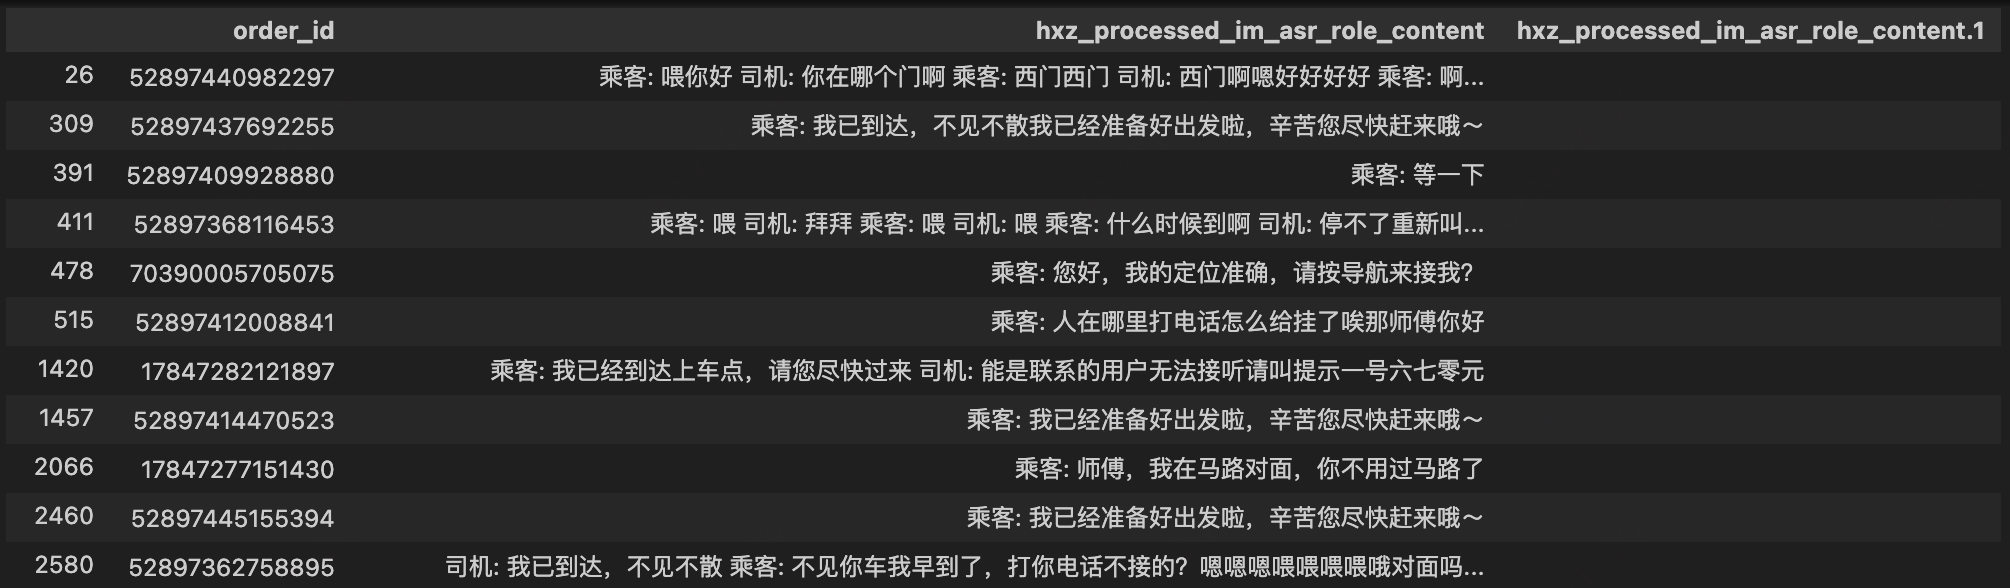 order_id hxz_processed_im_asr_role_content hxz_processed_im_asr_role_content.1
26 52897440982297 乘客: 喂你好 司机: 你在哪个门啊 乘客: 西门西门 司机: 西门啊嗯好好好好 乘客: 啊...
309 52897437692255 乘客: 我已到达，不见不散我已经准备好出发啦，辛苦您尽快赶来哦～
391 52897409928880 乘客: 等一下
411 52897368116453 乘客: 喂 司机: 拜拜 乘客: 喂 司机: 喂 乘客: 什么时候到啊 司机: 停不了重新叫...
478 70390005705075 乘客: 您好，我的定位准确，请按导航来接我？
515 52897412008841 乘客: 人在哪里打电话怎么给挂了唉那师傅你好
1420 17847282121897 乘客: 我已经到达上车点，请您尽快过来 司机: 能是联系的用户无法接听请叫提示一号六七零元
1457 52897414470523 乘客: 我已经准备好出发啦，辛苦您尽快赶来哦～
2066 17847277151430 乘客: 师傅，我在马路对面，你不用过马路了
2460 52897445155394 乘客: 我已经准备好出发啦，辛苦您尽快赶来哦～
2580 52897362758895 司机: 我已到达，不见不散 乘客: 不见你车我早到了，打你电话不接的？嗯嗯嗯喂喂喂喂哦对面吗...